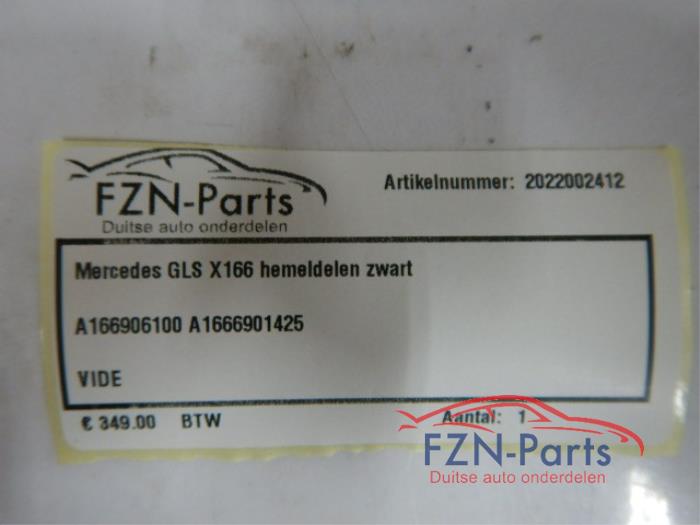 FZN-Parts
Duitse auto onderdelen
Artikelnummer: 2022002412
Mercedes GLS X166 hemeldelen zwart
A166906100 A1666901425
VIDE
€ 349.00 BTW
Aantal: 1
FZN-Parts
Duitse auto onderdelen